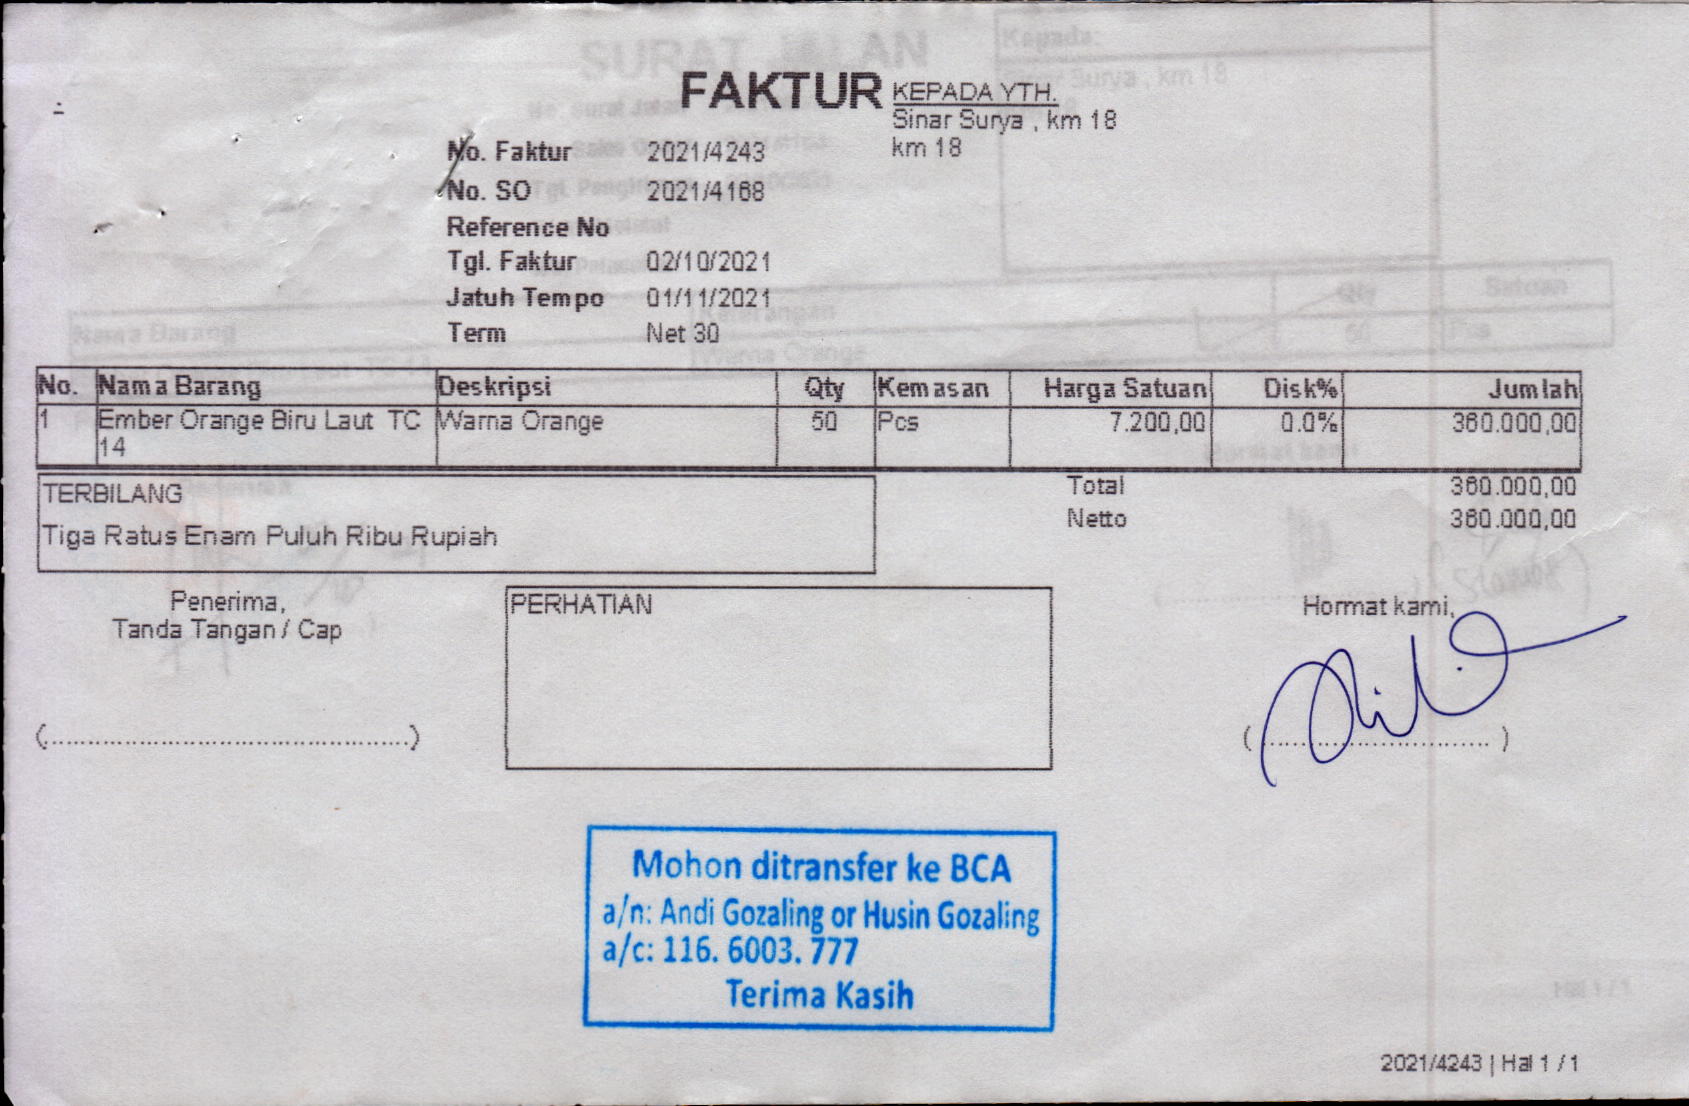 FAKTUR
KEPADA YTH.
Sinar Surya , km 18
km 18
No. Faktur 2021/4243
No. SO 2021/4168
Reference No
Tgl. Faktur 02/10/2021
Jatuh Tempo 01/11/2021
Term Net 30
No. Nama Barang Deskripsi Qty Kemasan Harga Satuan Disk% Jumlah
1 Ember Orange Biru Laut TC Warna Orange 50 Pcs 7.200,00 0.0% 360.000,00
14
TERBILANG
Tiga Ratus Enam Puluh Ribu Rupiah
Total 360.000,00
Netto 360.000,00
Penerima,
Tanda Tangan / Cap
(................................................)
PERHATIAN
Hormat kami,
(................................)
Mohon ditransfer ke BCA
a/n: Andi Gozaling or Husin Gozaling
a/c: 116. 6003. 777
Terima Kasih
2021/4243 | Hal 1 / 1